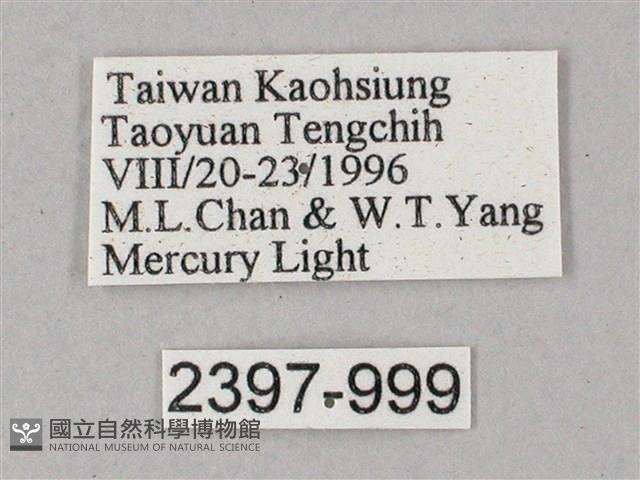 Taiwan Kaohsiung
Taoyuan Tengchih
VIII/20-23/1996
M.L.Chan & W.T.Yang
Mercury Light
2397-999
國立自然科學博物館
NATIONAL MUSEUM OF NATURAL SCIENCE